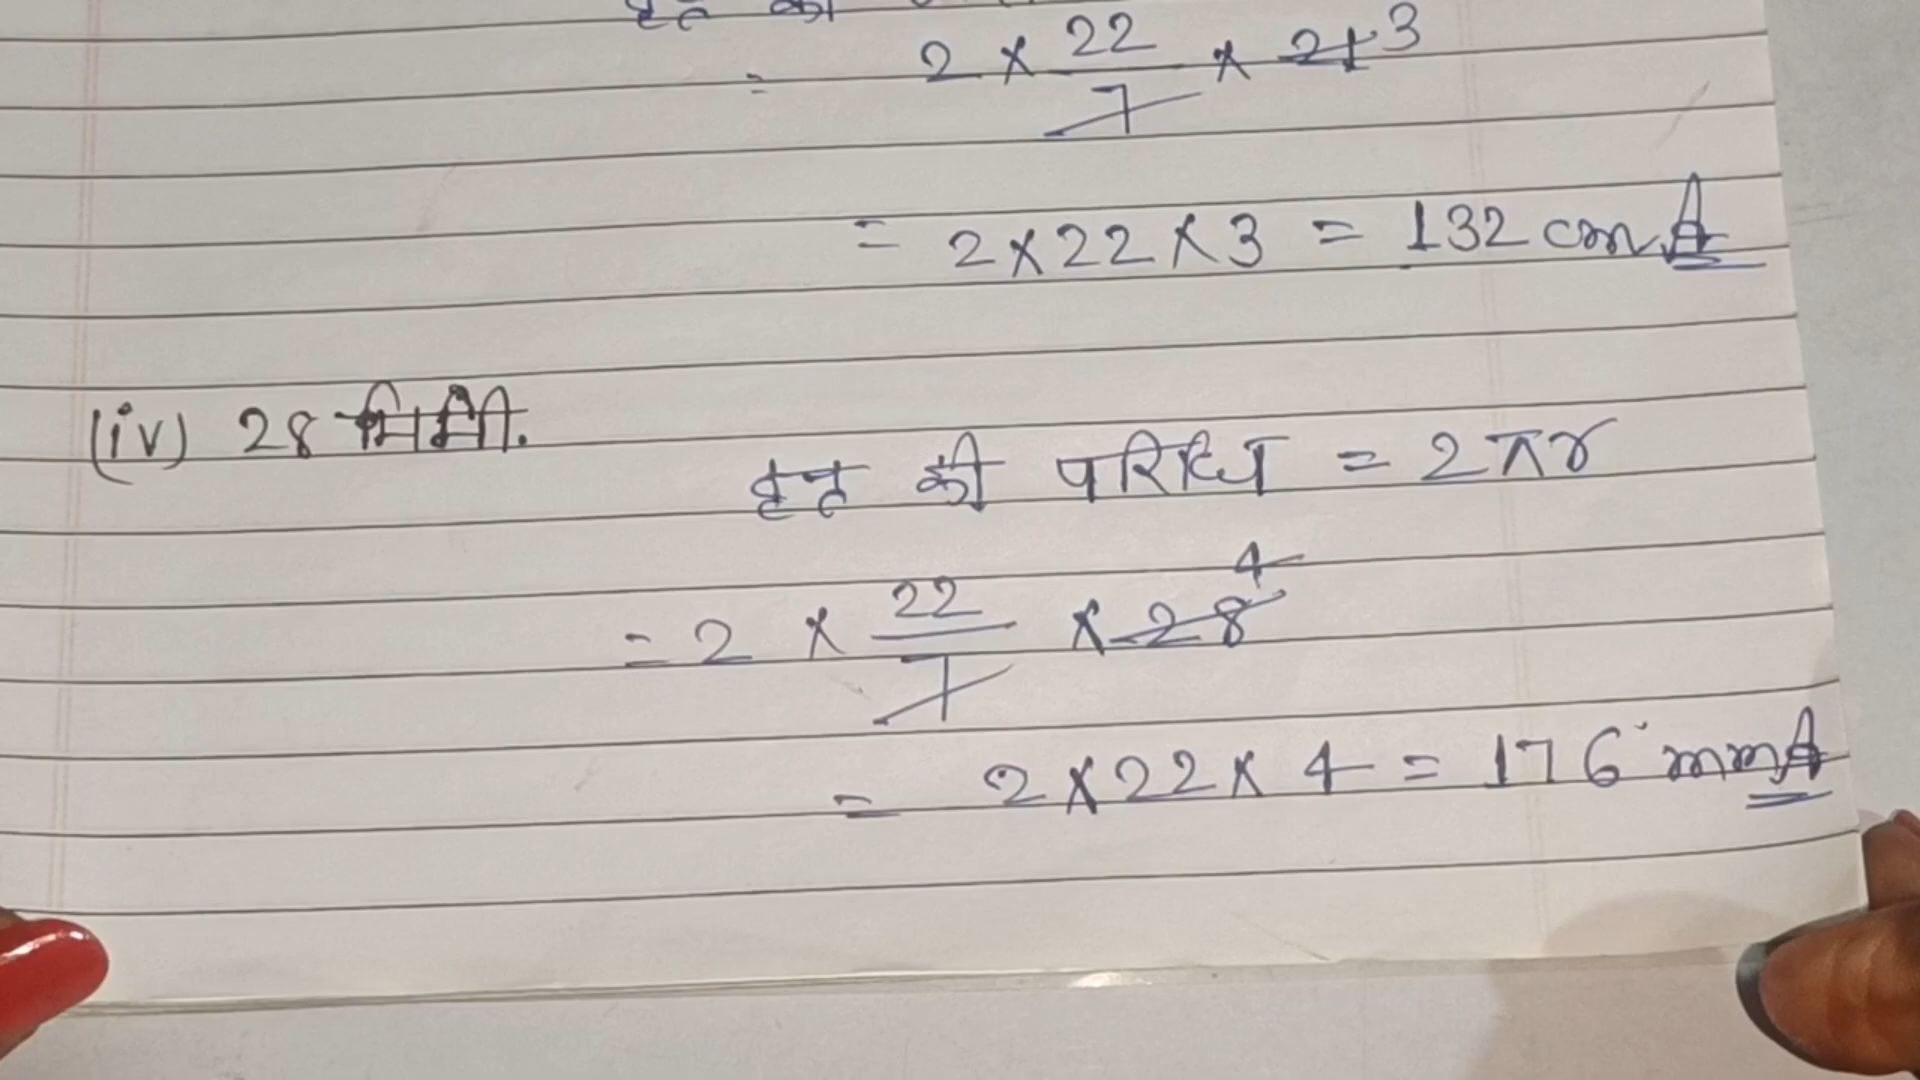 = 2 × 22/7 × 21 3
= 2×22×3 = 132 cm A
(iv) 28 मिमी.
वृत्त की परिधि = 2πr
= 2 × 22/7 × 28 4
= 2×22×4 = 176 mm A